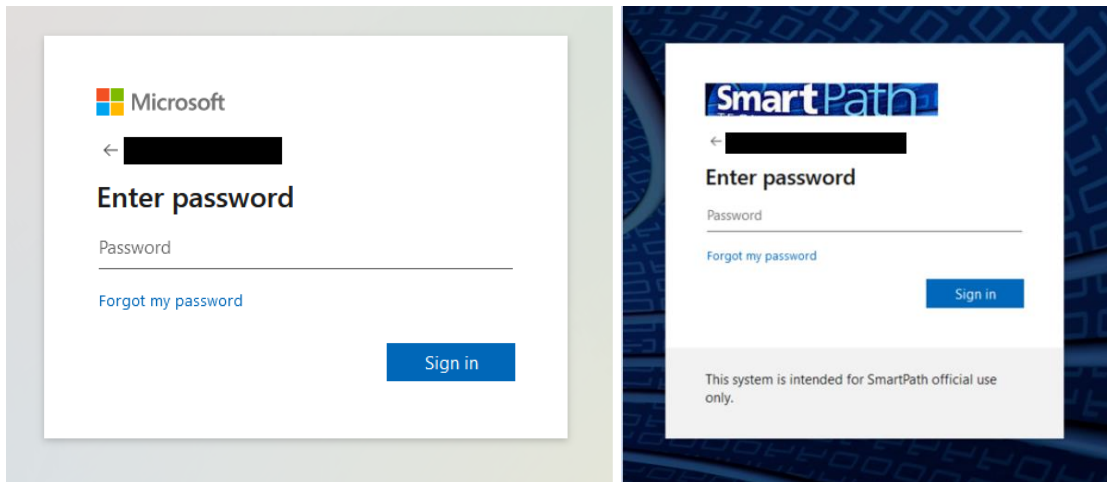 Microsoft
←
Enter password
Password
Forgot my password
Sign in
SmartPath
←
Enter password
Password
Forgot my password
Sign in
This system is intended for SmartPath official use
only.